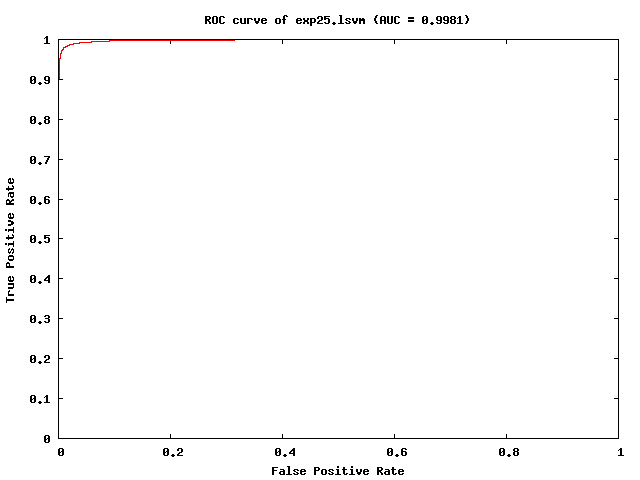 ROC curve of exp25.lsvm (AUC = 0.9981)
1
0.9
0.8
0.7
0.6
0.5
0.4
0.3
0.2
0.1
0
True Positive Rate
0 0.2 0.4 0.6 0.8 1
False Positive Rate